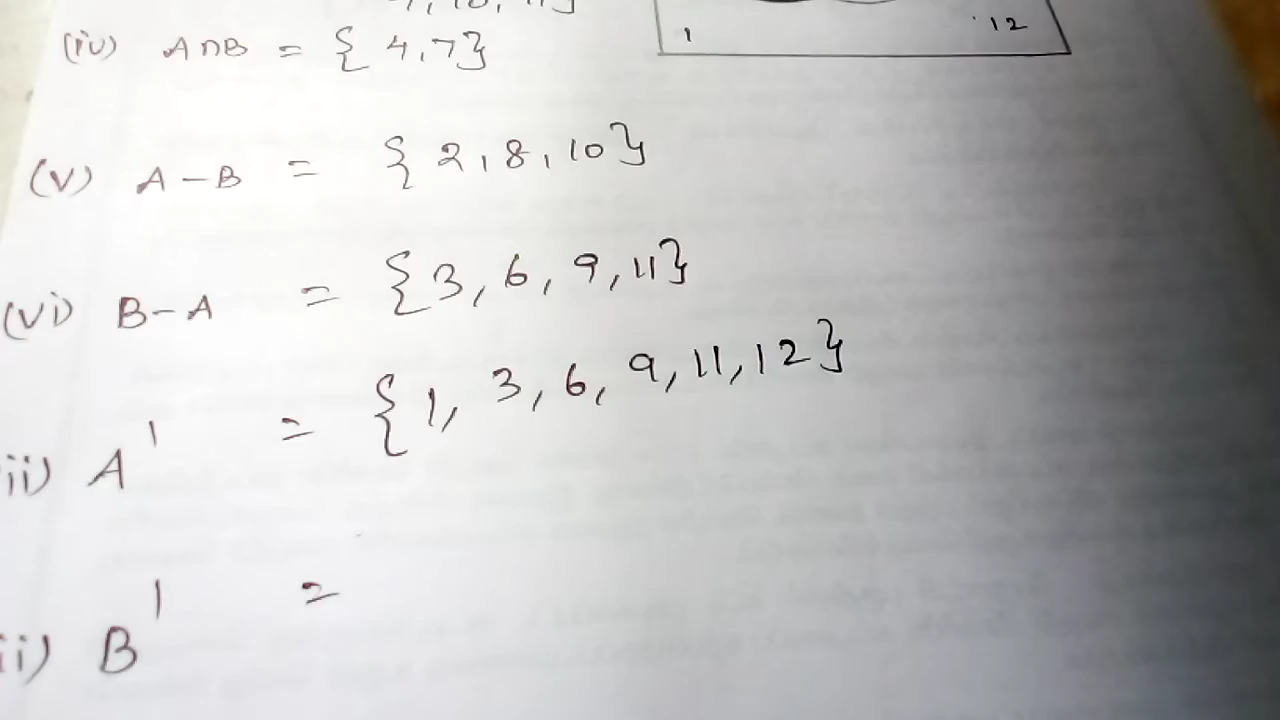 1 12
(iv) A∩B = { 4,7}
(v) A-B = { 2,8,10}
(vi) B-A = {3, 6, 9, 11}
ii) A' = {1, 3, 6, 9, 11, 12}
ii) B' =